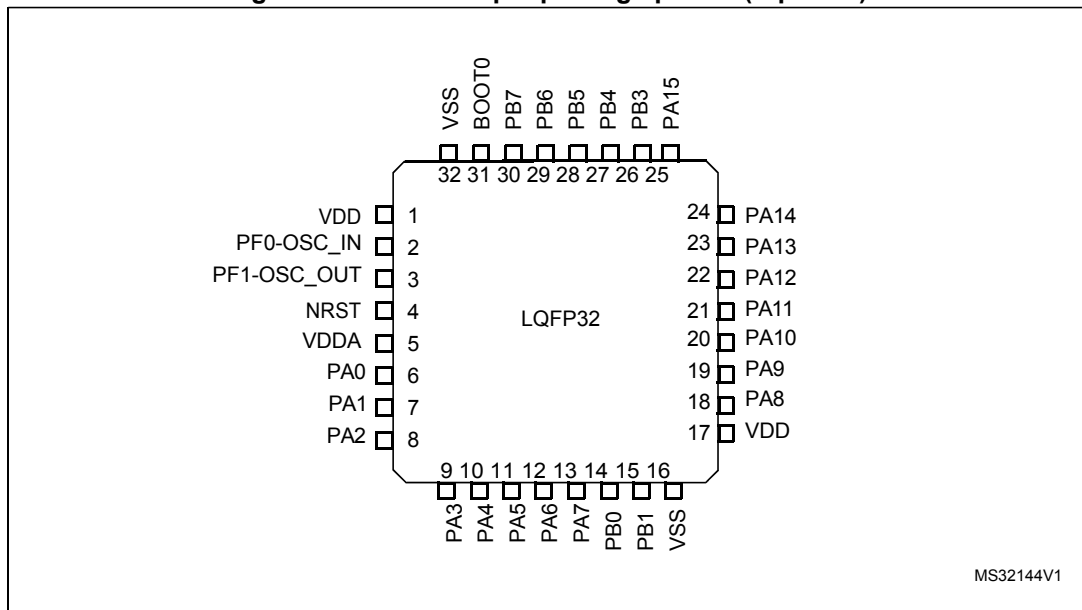 VSS
BOOT0
PB7
PB6
PB5
PB4
PB3
PA15
32 31 30 29 28 27 26 25
VDD 1
PF0-OSC_IN 2
PF1-OSC_OUT 3
NRST 4
VDDA 5
PA0 6
PA1 7
PA2 8
LQFP32
24 PA14
23 PA13
22 PA12
21 PA11
20 PA10
19 PA9
18 PA8
17 VDD
9 10 11 12 13 14 15 16
PA3
PA4
PA5
PA6
PA7
PB0
PB1
VSS
MS32144V1